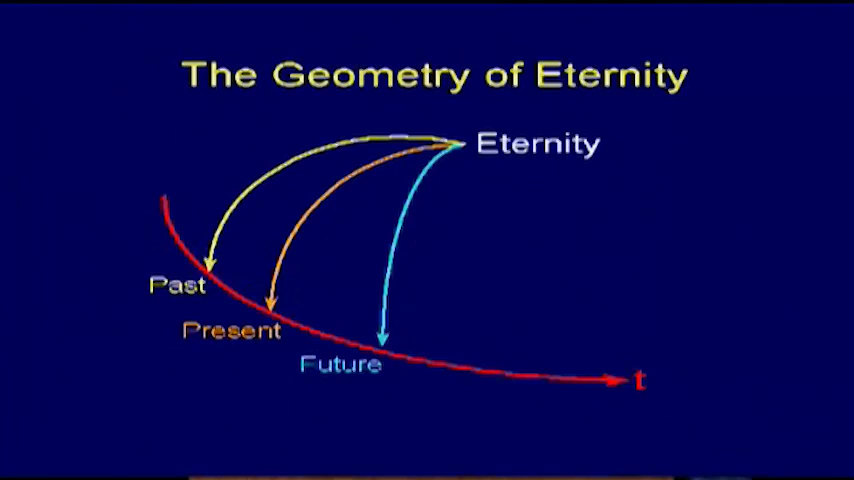 The Geometry of Eternity
Eternity
Past
Present
Future
t